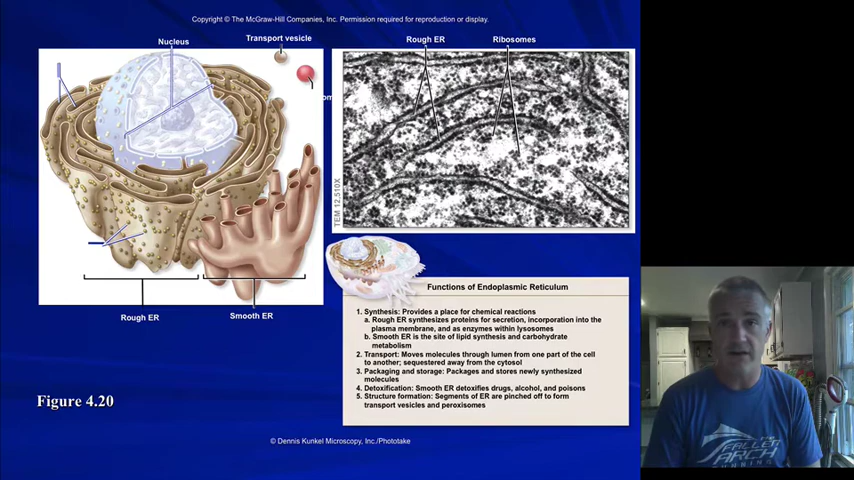 Copyright © The McGraw-Hill Companies, Inc. Permission required for reproduction or display.
Nucleus
Transport vesicle
Rough ER
Smooth ER
Rough ER
Ribosomes
TEM 12,510X
Functions of Endoplasmic Reticulum
1. Synthesis: Provides a place for chemical reactions
a. Rough ER synthesizes proteins for secretion, incorporation into the
plasma membrane, and as enzymes within lysosomes
b. Smooth ER is the site of lipid synthesis and carbohydrate
metabolism
2. Transport: Moves molecules through lumen from one part of the cell
to another; sequestered away from the cytosol
3. Packaging and storage: Packages and stores newly synthesized
molecules
4. Detoxification: Smooth ER detoxifies drugs, alcohol, and poisons
5. Structure formation: Segments of ER are pinched off to form
transport vesicles and peroxisomes
Figure 4.20
© Dennis Kunkel Microscopy, Inc./Phototake
FALLEN
ARCH